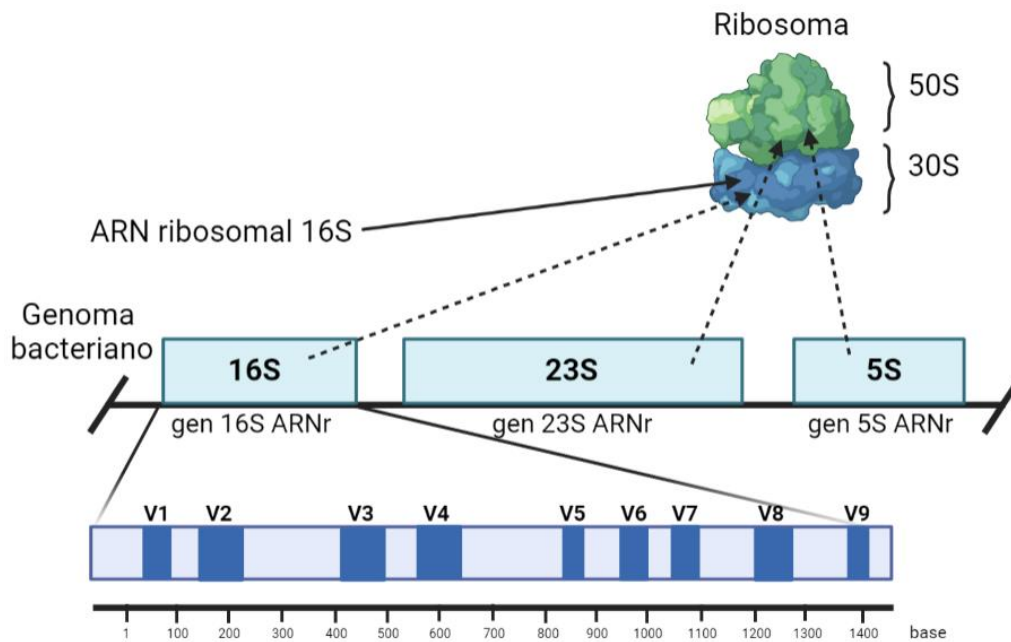 Ribosoma
50S
30S
ARN ribosomal 16S
Genoma
bacteriano
16S
23S
5S
gen 16S ARNr
gen 23S ARNr
gen 5S ARNr
V1 V2 V3 V4 V5 V6 V7 V8 V9
1 100 200 300 400 500 600 700 800 900 1000 1100 1200 1300 1400 base